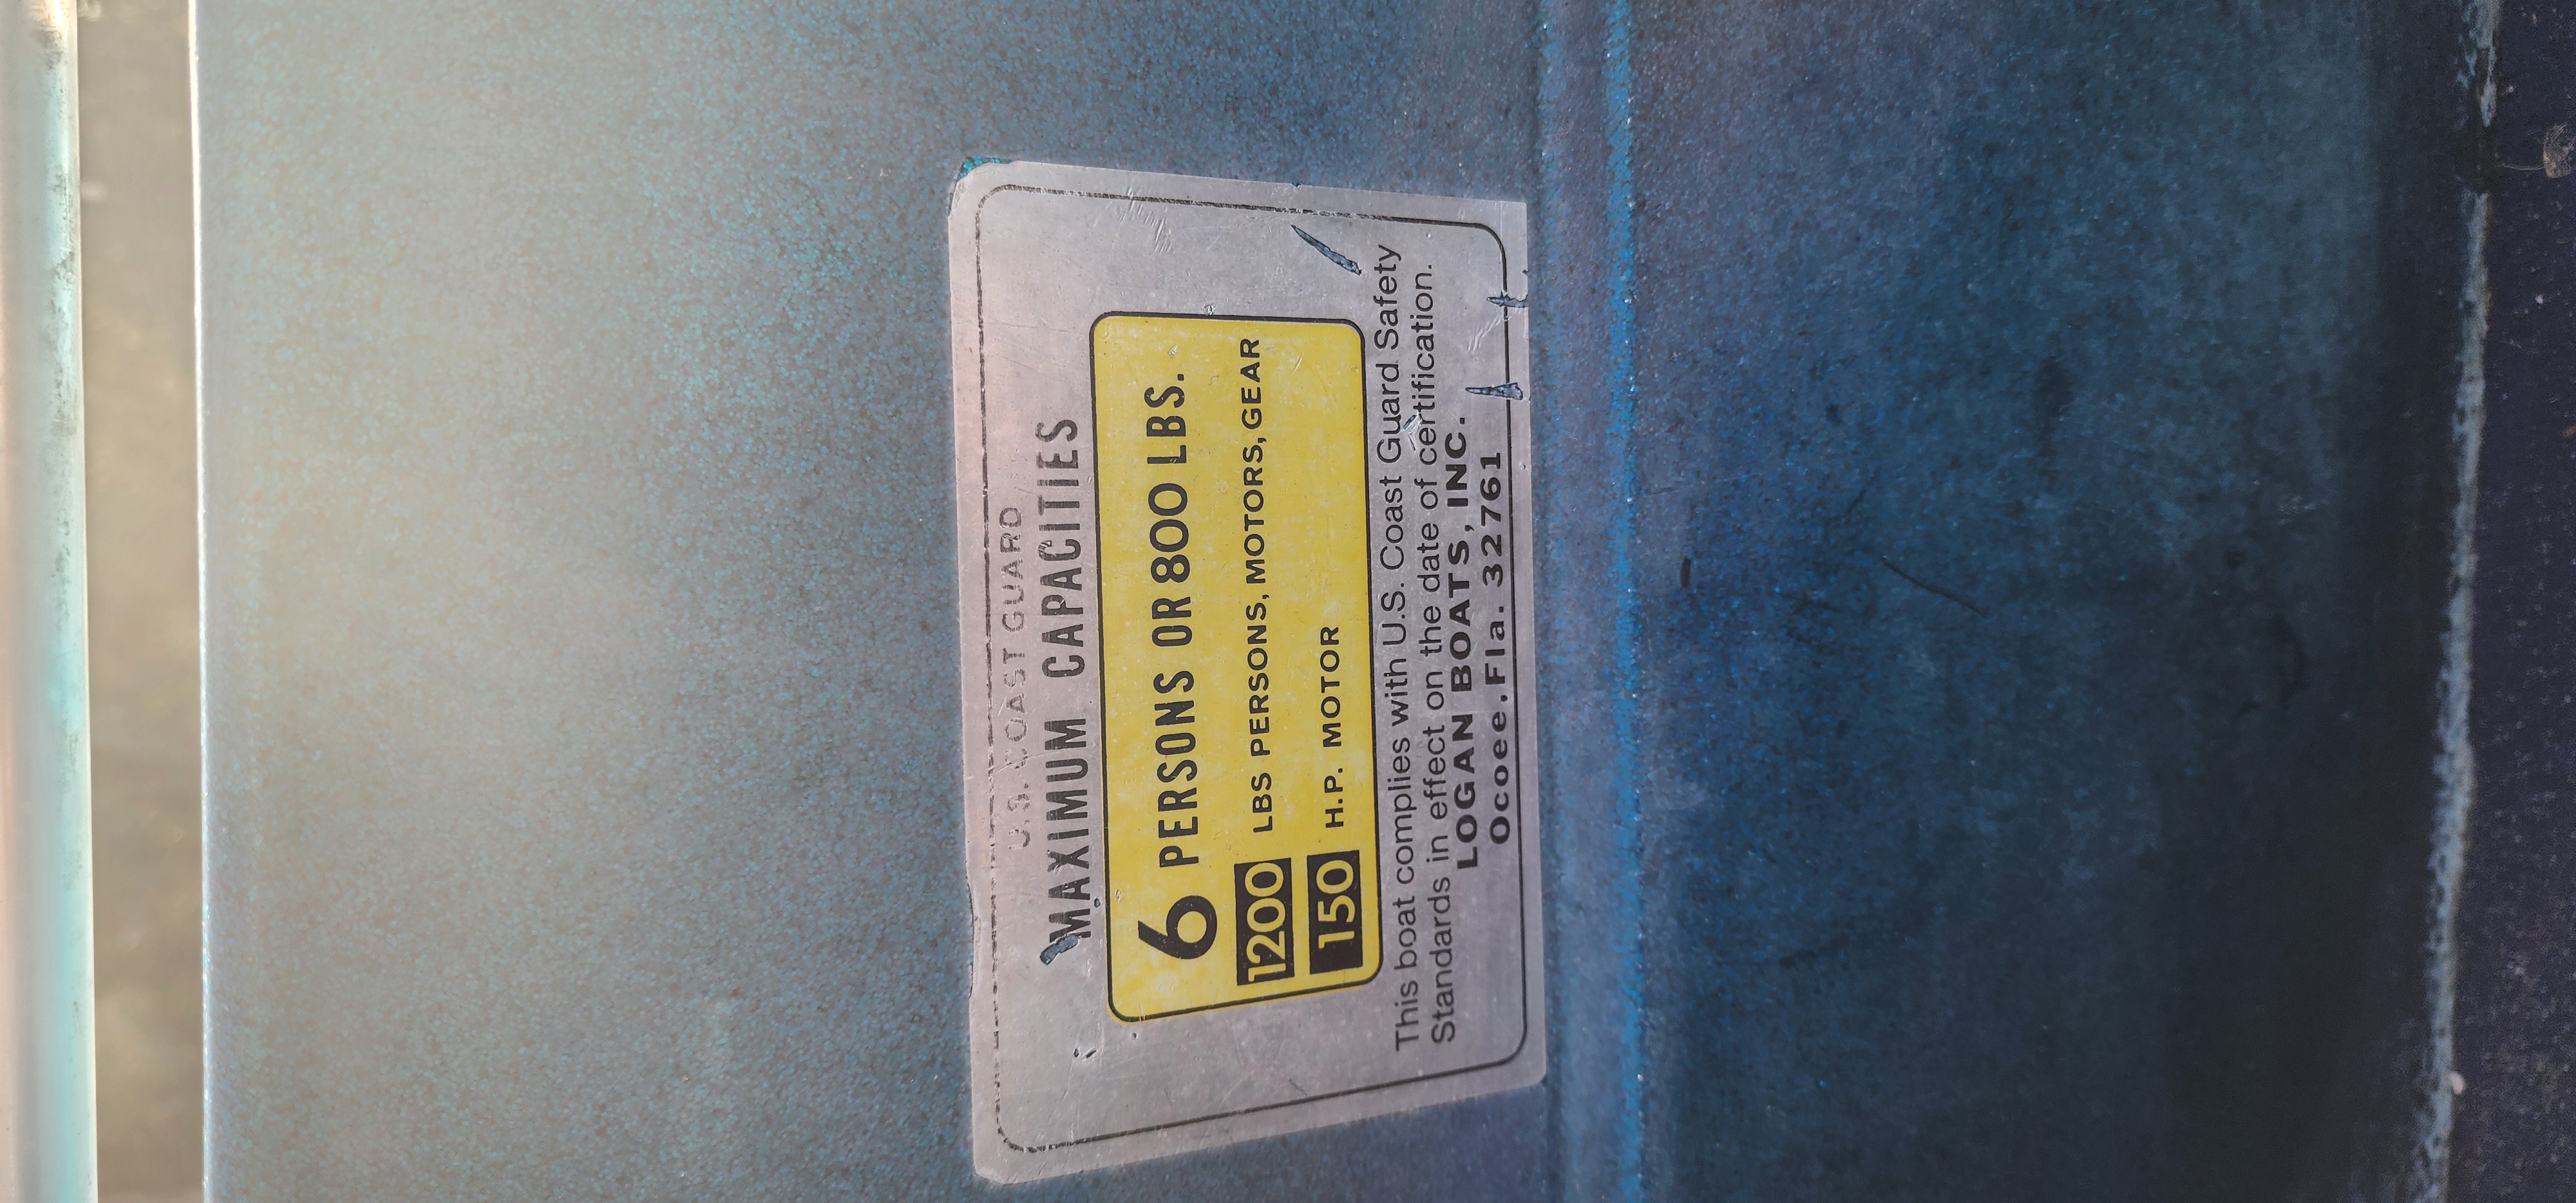 U.S. COAST GUARD
MAXIMUM CAPACITIES
6 PERSONS OR 800 LBS.
1200 LBS PERSONS, MOTORS, GEAR
150 H.P. MOTOR
This boat complies with U.S. Coast Guard Safety
Standards in effect on the date of certification.
LOGAN BOATS, INC.
Ocoee.Fla. 32761